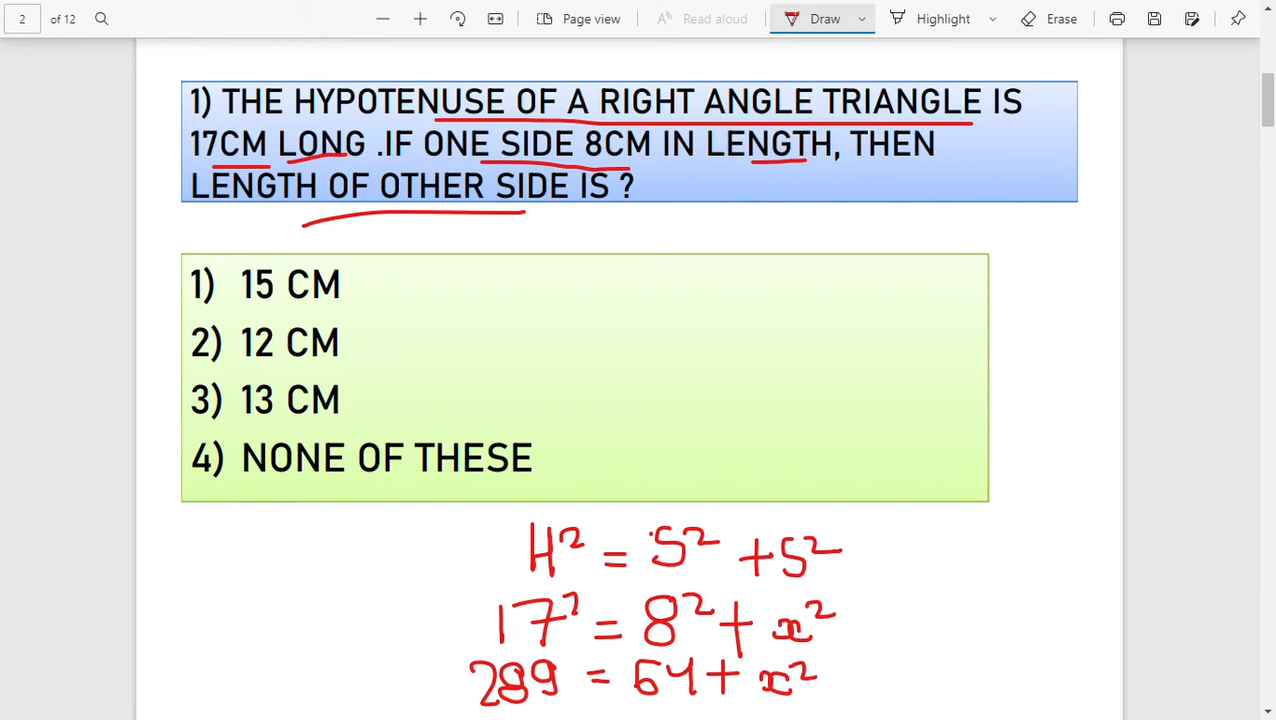 2 of 12 Page view Read aloud Draw Highlight Erase
1) THE HYPOTENUSE OF A RIGHT ANGLE TRIANGLE IS
17CM LONG .IF ONE SIDE 8CM IN LENGTH, THEN
LENGTH OF OTHER SIDE IS ?
1) 15 CM
2) 12 CM
3) 13 CM
4) NONE OF THESE
H² = S² + S²
17² = 8² + x²
289 = 64 + x²